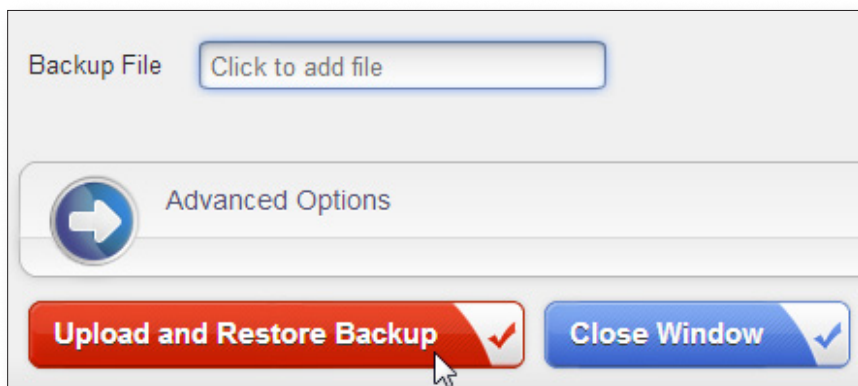 Backup File
Click to add file
Advanced Options
Upload and Restore Backup
Close Window